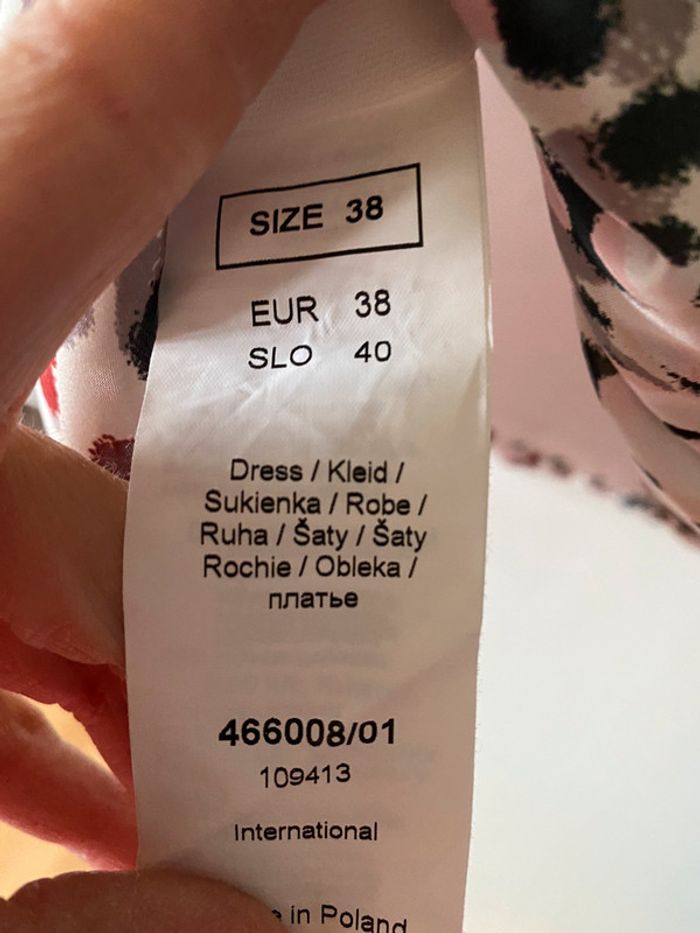 SIZE 38
EUR 38
SLO 40
Dress / Kleid /
Sukienka / Robe /
Ruha / Šaty / Šaty
Rochie / Obleka /
платье
466008/01
109413
International
in Poland